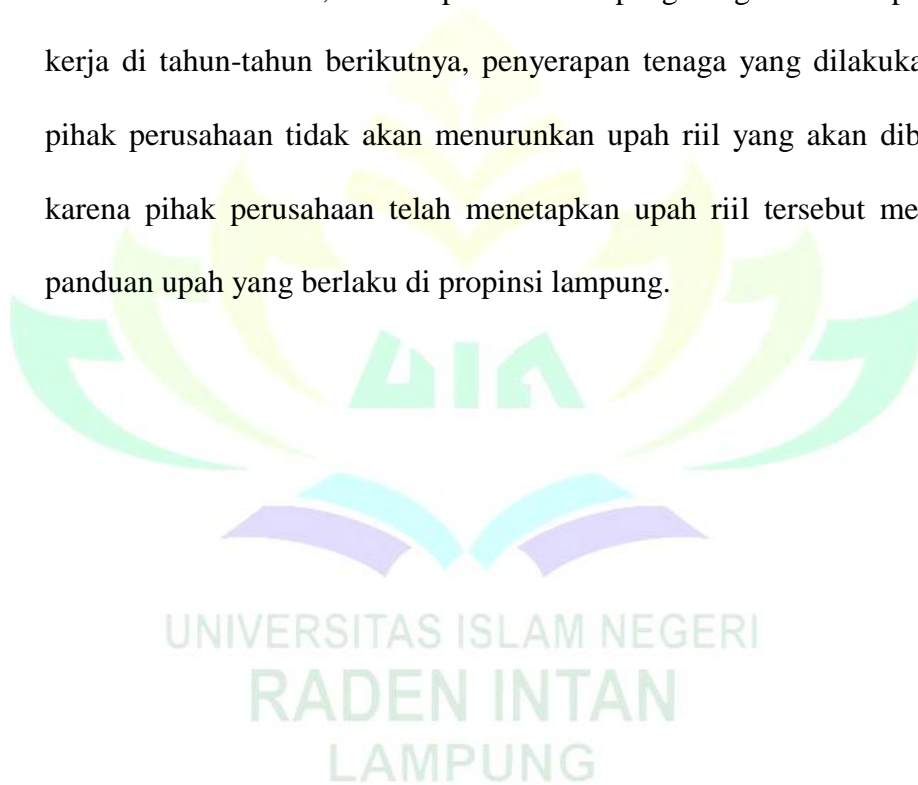 kerja di tahun-tahun berikutnya, penyerapan tenaga yang dilakuka
pihak perusahaan tidak akan menurunkan upah riil yang akan dib
karena pihak perusahaan telah menetapkan upah riil tersebut me
panduan upah yang berlaku di propinsi lampung.
UIN
UNIVERSITAS ISLAM NEGERI
RADEN INTAN
LAMPUNG